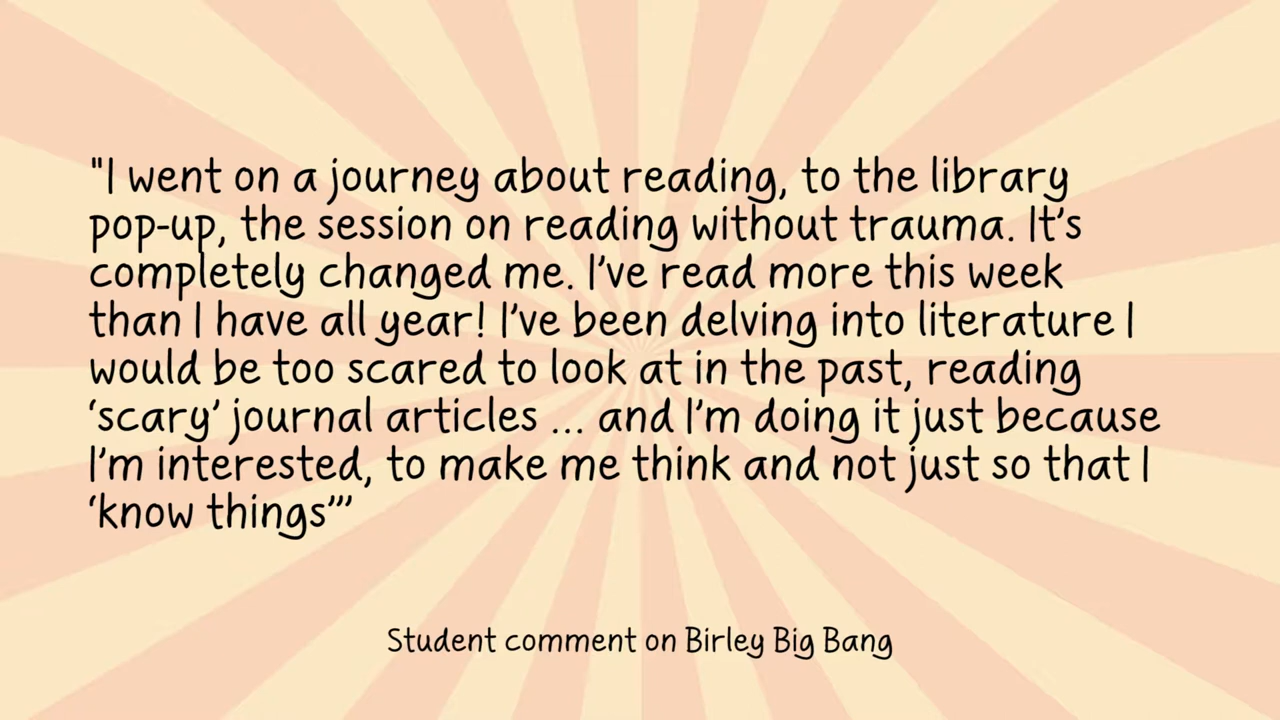 "I went on a journey about reading, to the library
pop-up, the session on reading without trauma. It’s
completely changed me. I’ve read more this week
than I have all year! I’ve been delving into literature I
would be too scared to look at in the past, reading
‘scary’ journal articles ... and I’m doing it just because
I’m interested, to make me think and not just so that I
‘know things’”
Student comment on Birley Big Bang